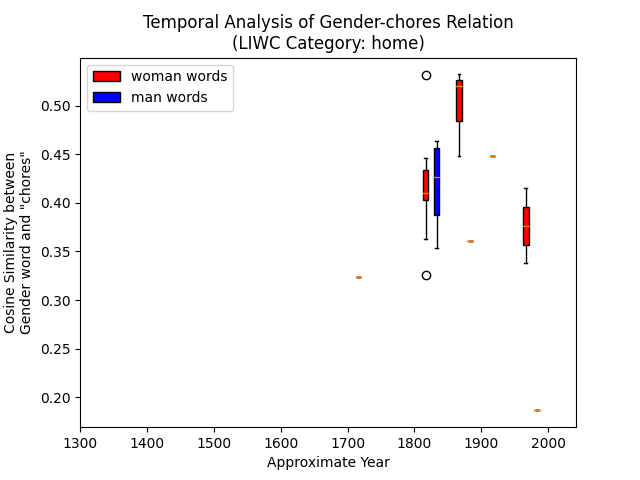 Temporal Analysis of Gender-chores Relation
(LIWC Category: home)
woman words
man words
0.50
0.45
0.40
0.35
0.30
0.25
0.20
Cosine Similarity between
Gender word and "chores"
1300 1400 1500 1600 1700 1800 1900 2000
Approximate Year